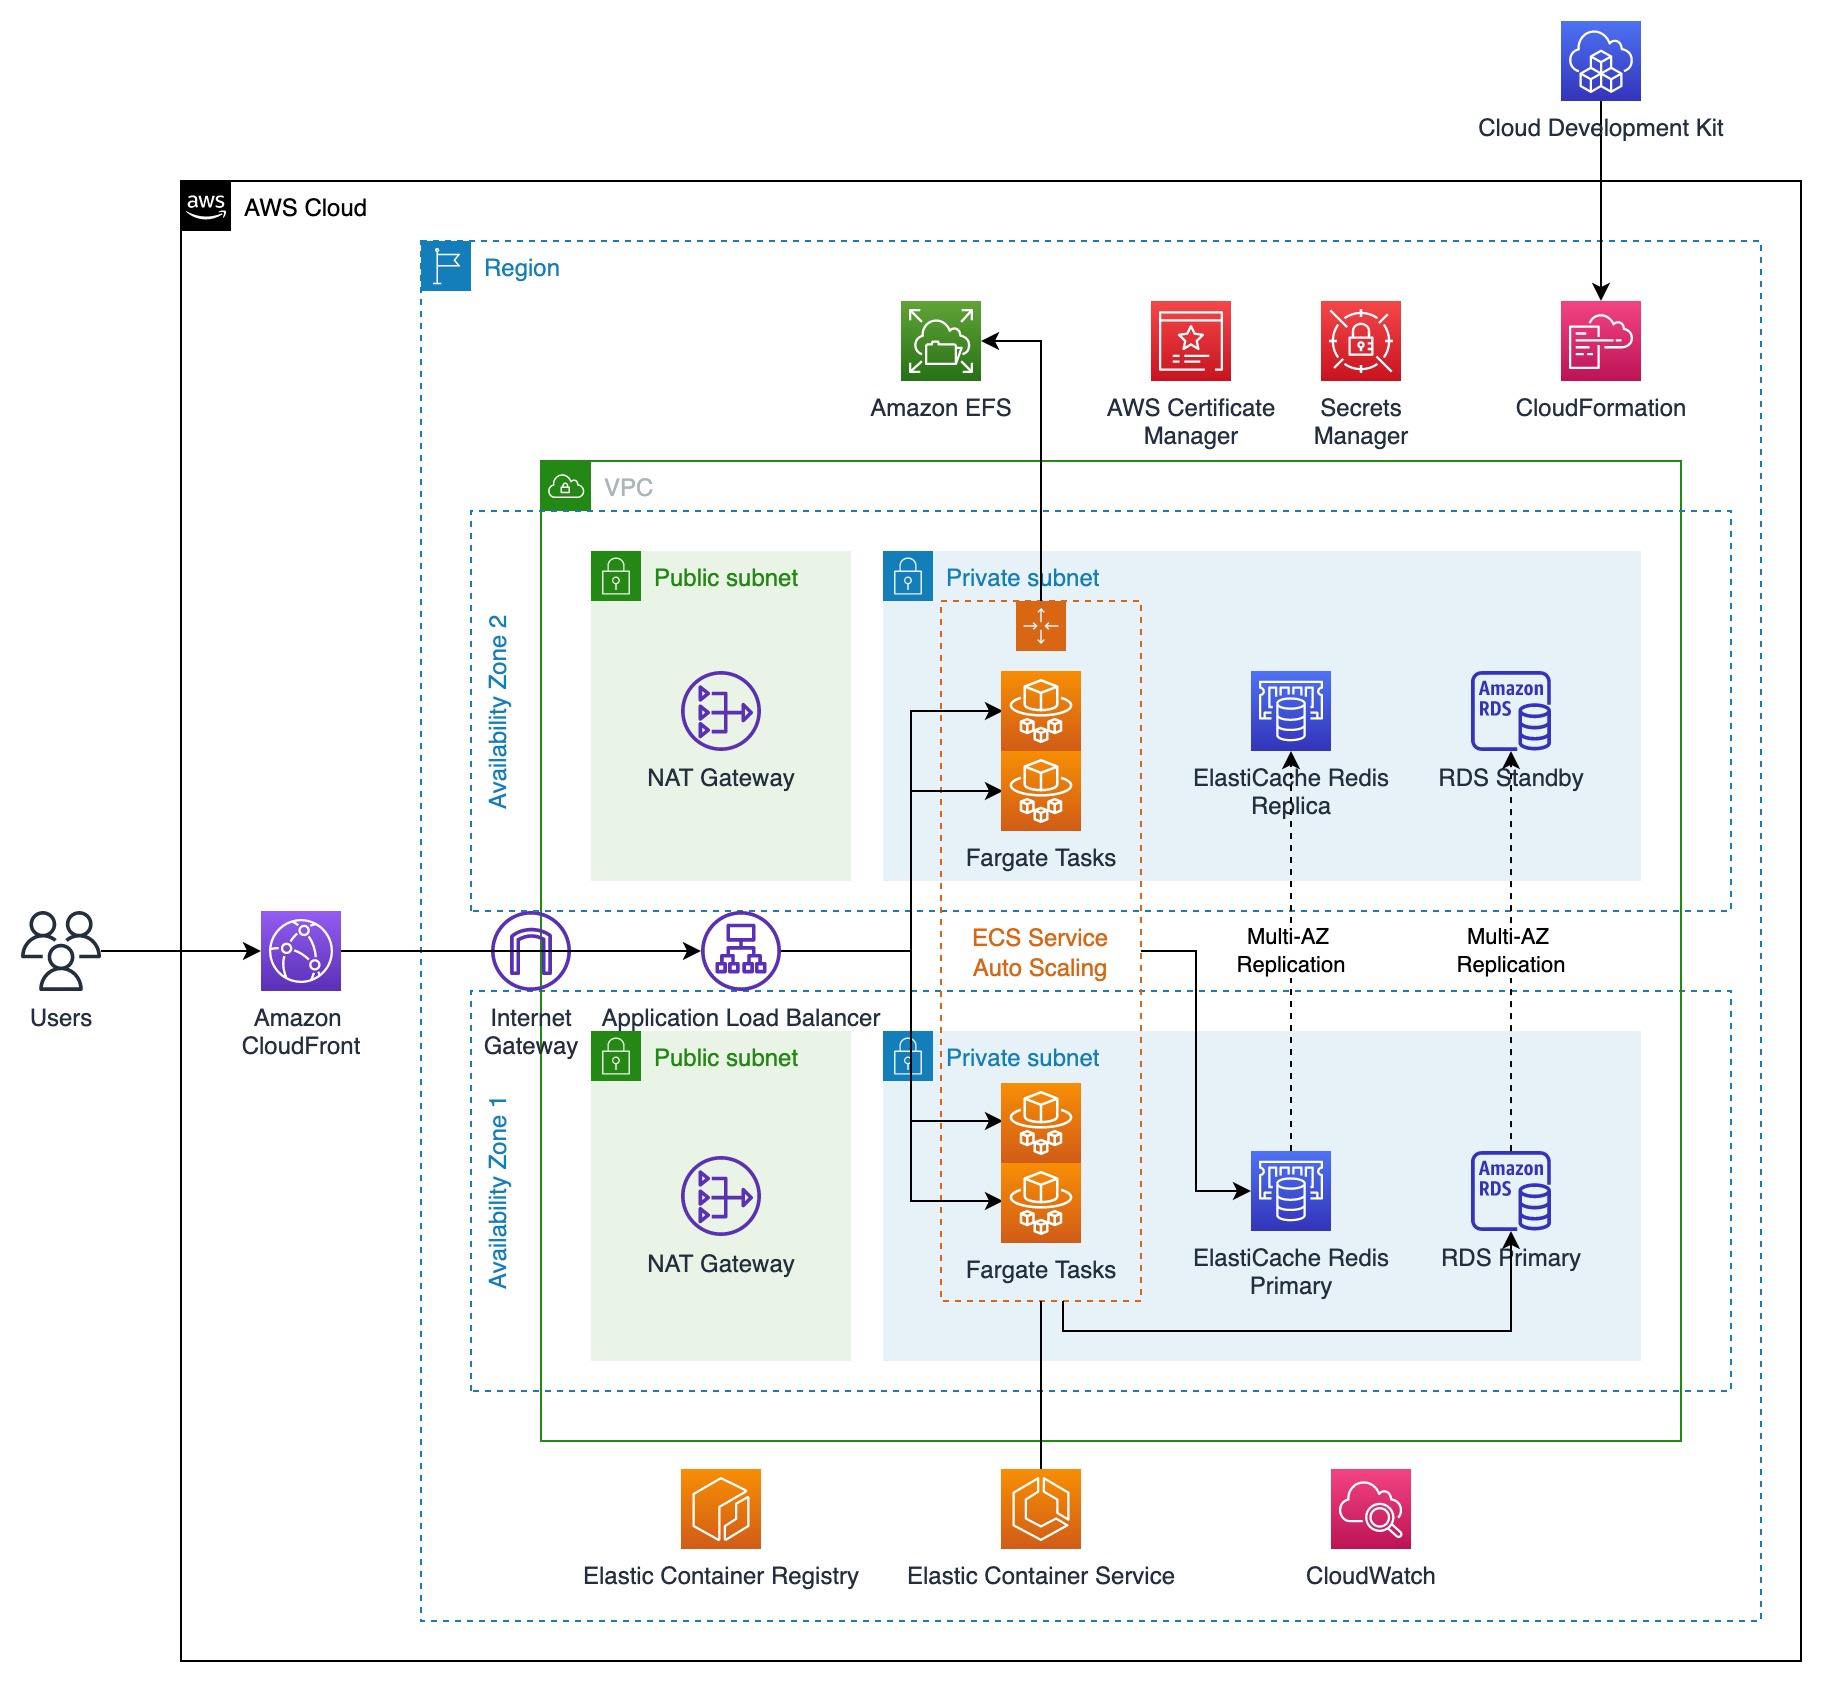 Cloud Development Kit
aws
AWS Cloud
Region
Amazon EFS
AWS Certificate
Manager
Secrets
Manager
CloudFormation
VPC
Availability Zone 2
Public subnet
Private subnet
NAT Gateway
Fargate Tasks
ElastiCache Redis
Replica
Amazon
RDS
RDS Standby
Users
Amazon
CloudFront
Internet
Gateway
Application Load Balancer
ECS Service
Auto Scaling
Multi-AZ
Replication
Multi-AZ
Replication
Availability Zone 1
Public subnet
Private subnet
NAT Gateway
Fargate Tasks
ElastiCache Redis
Primary
Amazon
RDS
RDS Primary
Elastic Container Registry
Elastic Container Service
CloudWatch